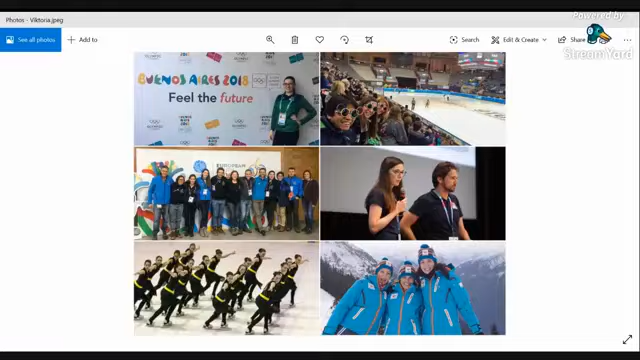 Photos - Viktoria.jpeg
Powered by
See all photos
Add to
Search
Edit & Create
Share
StreamYard
BUENOS AIRES 2018
Feel the future
EUROPEAN